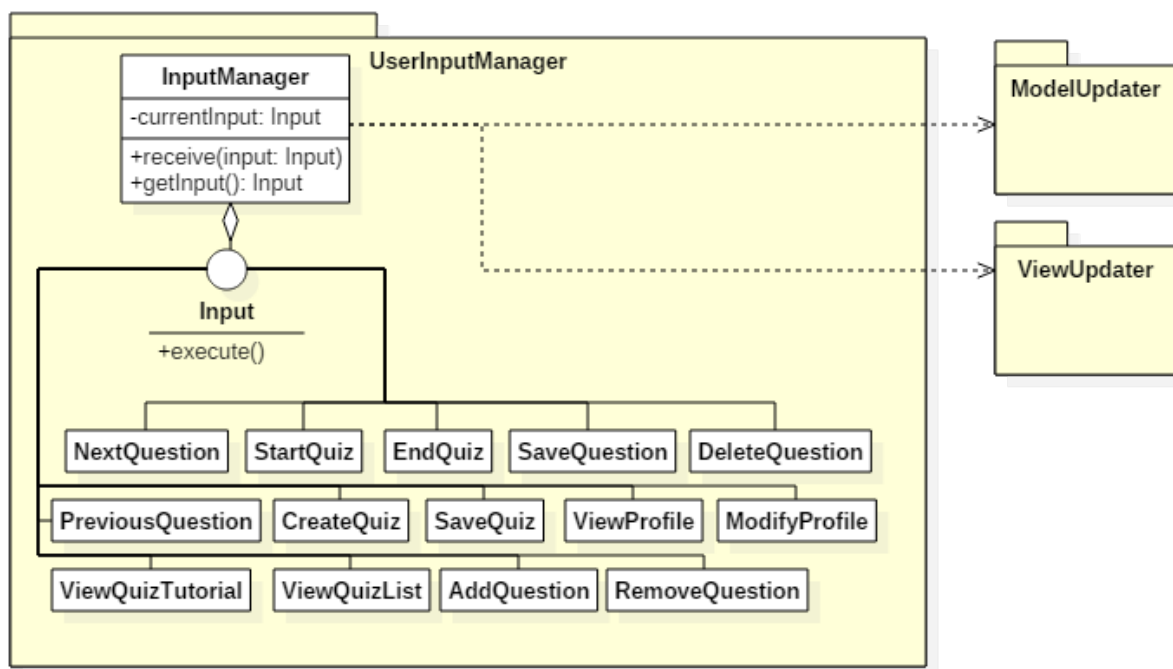 UserInputManager
InputManager
-currentInput: Input
+receive(input: Input)
+getInput(): Input
Input
+execute()
NextQuestion
StartQuiz
EndQuiz
SaveQuestion
DeleteQuestion
PreviousQuestion
CreateQuiz
SaveQuiz
ViewProfile
ModifyProfile
ViewQuizTutorial
ViewQuizList
AddQuestion
RemoveQuestion
ModelUpdater
ViewUpdater